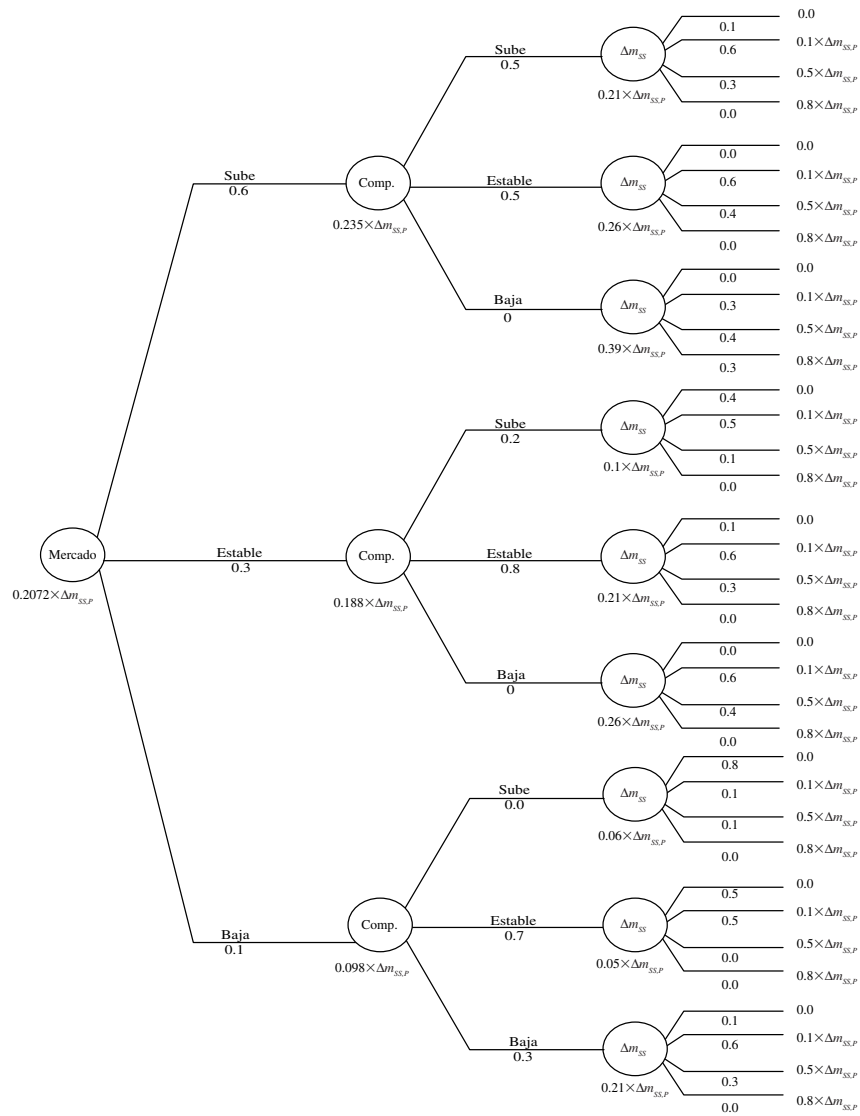 0.0
0.1
0.1×Δm_SS,P
Sube
0.5
Δm_SS
0.6
0.5×Δm_SS,P
0.3
0.21×Δm_SS,P
0.8×Δm_SS,P
0.0
0.0
0.0
0.1×Δm_SS,P
Sube
0.6
Comp.
Estable
0.5
Δm_SS
0.6
0.5×Δm_SS,P
0.4
0.235×Δm_SS,P
0.26×Δm_SS,P
0.8×Δm_SS,P
0.0
0.0
0.0
0.1×Δm_SS,P
Baja
0
Δm_SS
0.3
0.5×Δm_SS,P
0.4
0.39×Δm_SS,P
0.8×Δm_SS,P
0.3
0.0
0.4
0.1×Δm_SS,P
Sube
0.2
Δm_SS
0.5
0.5×Δm_SS,P
0.1
0.1×Δm_SS,P
0.8×Δm_SS,P
0.0
0.0
0.1
0.1×Δm_SS,P
Mercado
Estable
0.3
Comp.
Estable
0.8
Δm_SS
0.6
0.5×Δm_SS,P
0.3
0.2072×Δm_SS,P
0.188×Δm_SS,P
0.21×Δm_SS,P
0.8×Δm_SS,P
0.0
0.0
0.0
0.1×Δm_SS,P
Baja
0
Δm_SS
0.6
0.5×Δm_SS,P
0.4
0.26×Δm_SS,P
0.8×Δm_SS,P
0.0
0.0
0.8
0.1×Δm_SS,P
Sube
0.0
Δm_SS
0.1
0.5×Δm_SS,P
0.1
0.06×Δm_SS,P
0.8×Δm_SS,P
0.0
0.0
0.5
0.1×Δm_SS,P
Baja
0.1
Comp.
Estable
0.7
Δm_SS
0.5
0.5×Δm_SS,P
0.0
0.098×Δm_SS,P
0.05×Δm_SS,P
0.8×Δm_SS,P
0.0
0.0
0.1
0.1×Δm_SS,P
Baja
0.3
Δm_SS
0.6
0.5×Δm_SS,P
0.3
0.21×Δm_SS,P
0.8×Δm_SS,P
0.0